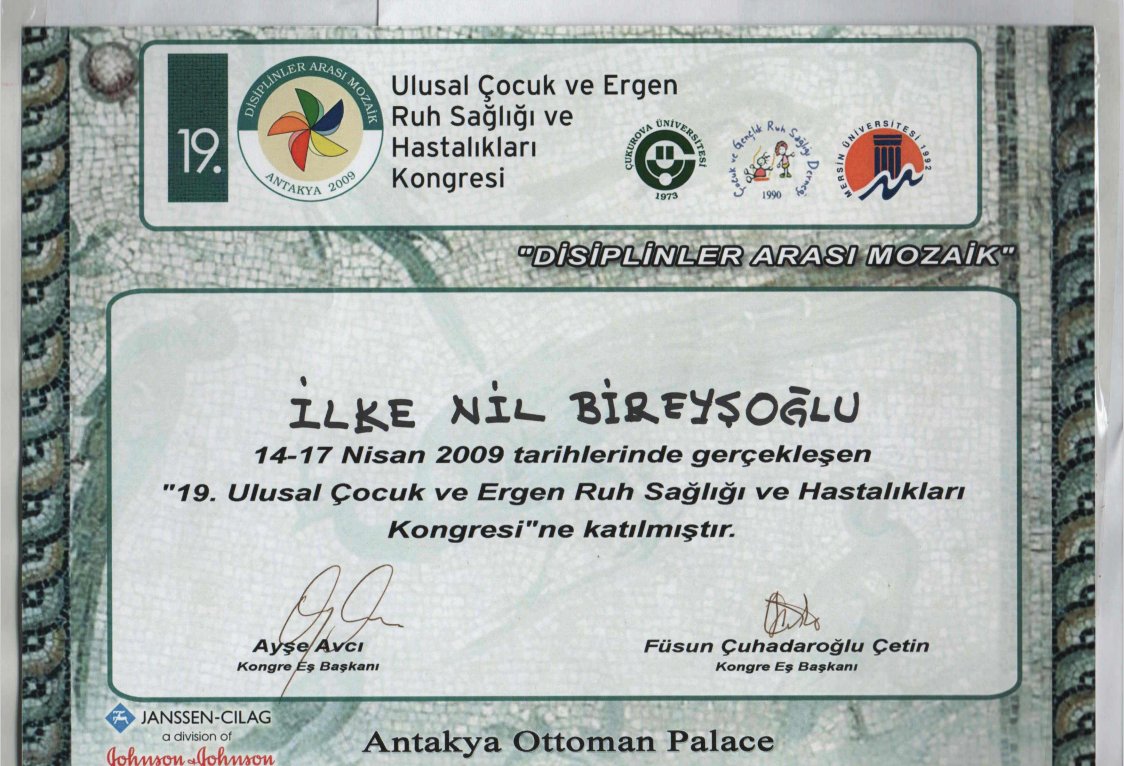 19.
DİSİPLİNLER ARASI MOZAİK
ANTAKYA 2009
Ulusal Çocuk ve Ergen
Ruh Sağlığı ve
Hastalıkları
Kongresi
ÇUKUROVA ÜNİVERSİTESİ
1973
Çocuk ve Gençlik Ruh Sağlığı Derneği
1990
MERSİN ÜNİVERSİTESİ 1992
"DİSİPLİNLER ARASI MOZAİK"
İLKE NİL BİREYŞOĞLU
14-17 Nisan 2009 tarihlerinde gerçekleşen
"19. Ulusal Çocuk ve Ergen Ruh Sağlığı ve Hastalıkları
Kongresi"ne katılmıştır.
Ayşe Avcı
Kongre Eş Başkanı
Füsun Çuhadaroğlu Çetin
Kongre Eş Başkanı
JANSSEN-CILAG
a division of
Johnson & Johnson
Antakya Ottoman Palace